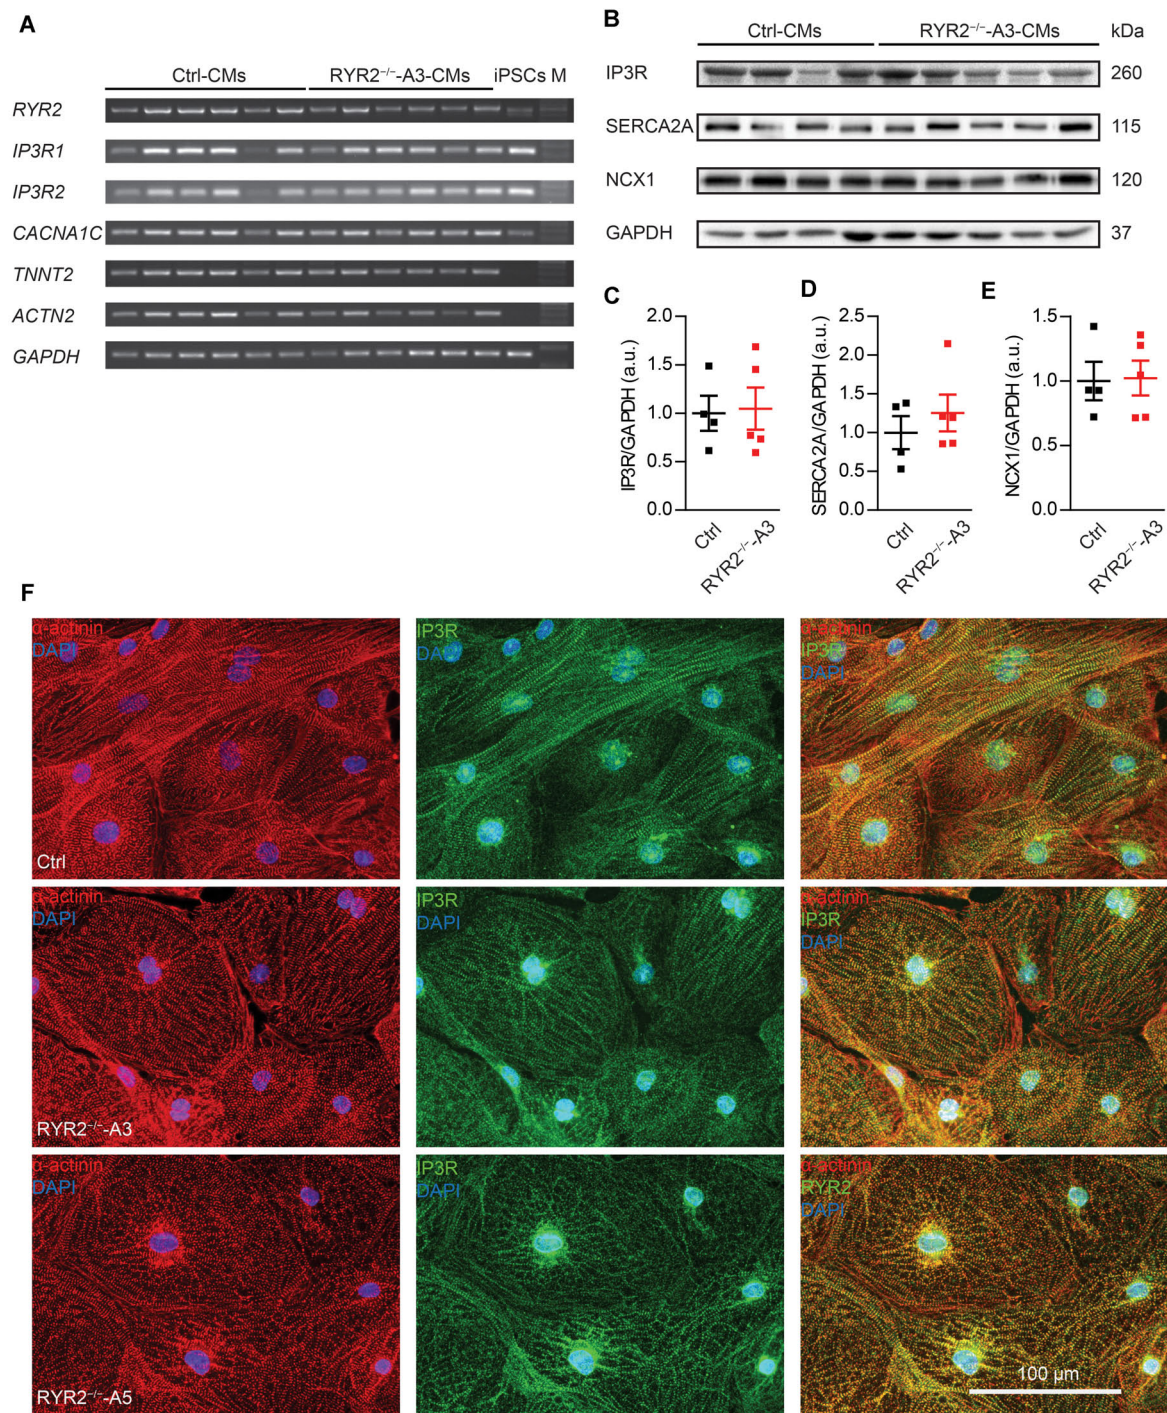 A
Ctrl-CMs RYR2⁻/⁻-A3-CMs iPSCs M
RYR2
IP3R1
IP3R2
CACNA1C
TNNT2
ACTN2
GAPDH
B
Ctrl-CMs RYR2⁻/⁻-A3-CMs kDa
IP3R 260
SERCA2A 115
NCX1 120
GAPDH 37
C
IP3R/GAPDH (a.u.)
2.0
1.5
1.0
0.5
0.0
Ctrl
RYR2⁻/⁻-A3
D
SERCA2A/GAPDH (a.u.)
2.5
2.0
1.5
1.0
0.5
0.0
Ctrl
RYR2⁻/⁻-A3
E
NCX1/GAPDH (a.u.)
1.5
1.0
0.5
0.0
Ctrl
RYR2⁻/⁻-A3
F
α-actinin
DAPI
Ctrl
IP3R
DAPI
α-actinin
IP3R
DAPI
α-actinin
DAPI
RYR2⁻/⁻-A3
IP3R
DAPI
α-actinin
IP3R
DAPI
α-actinin
DAPI
RYR2⁻/⁻-A5
IP3R
DAPI
α-actinin
RYR2
DAPI
100 µm